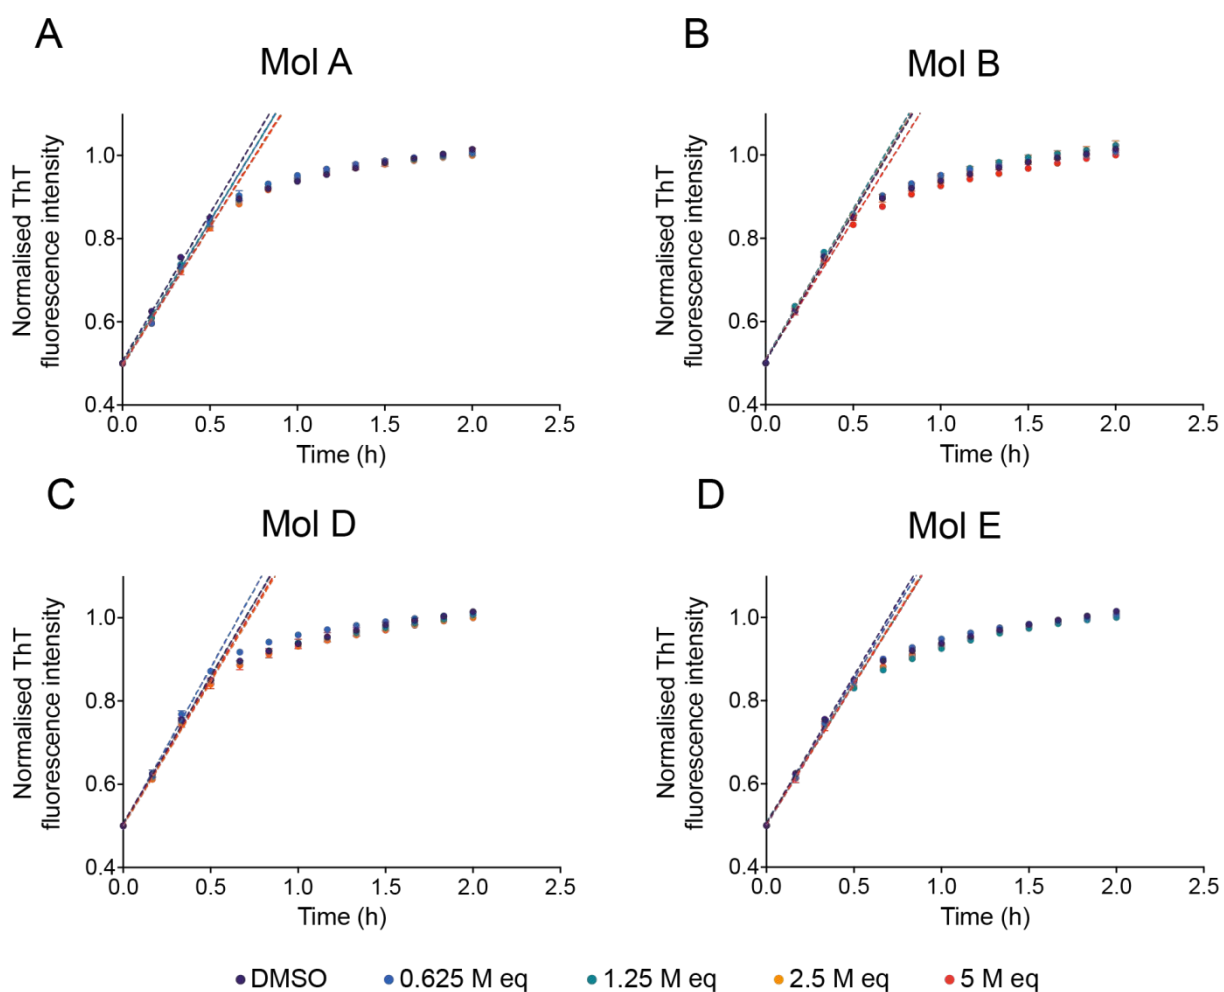 A
Mol A
Normalised ThT
fluorescence intensity
1.0
0.8
0.6
0.4
0.0 0.5 1.0 1.5 2.0 2.5
Time (h)
B
Mol B
Normalised ThT
fluorescence intensity
1.0
0.8
0.6
0.4
0.0 0.5 1.0 1.5 2.0 2.5
Time (h)
C
Mol D
Normalised ThT
fluorescence intensity
1.0
0.8
0.6
0.4
0.0 0.5 1.0 1.5 2.0 2.5
Time (h)
D
Mol E
Normalised ThT
fluorescence intensity
1.0
0.8
0.6
0.4
0.0 0.5 1.0 1.5 2.0 2.5
Time (h)
DMSO 0.625 M eq 1.25 M eq 2.5 M eq 5 M eq